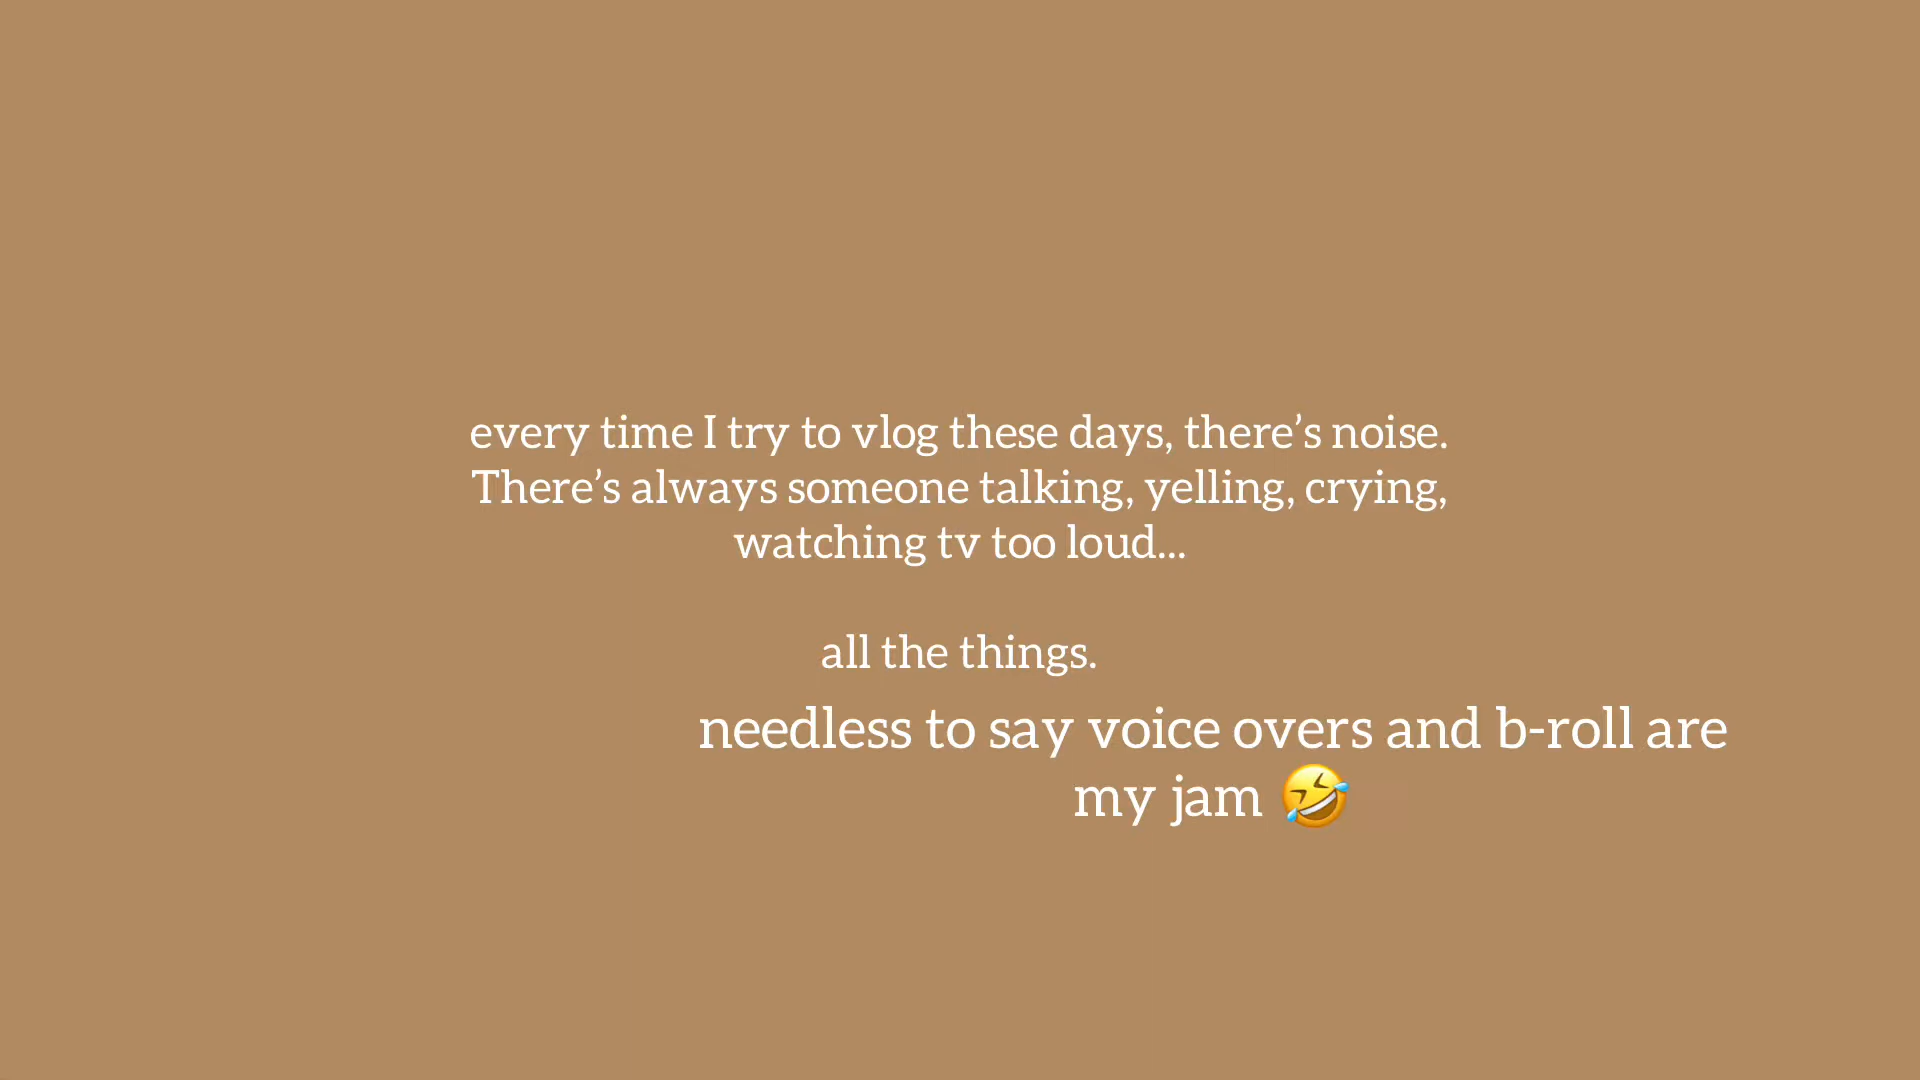 every time I try to vlog these days, there’s noise.
There’s always someone talking, yelling, crying,
watching tv too loud...
all the things.
needless to say voice overs and b-roll are
my jam 🤣